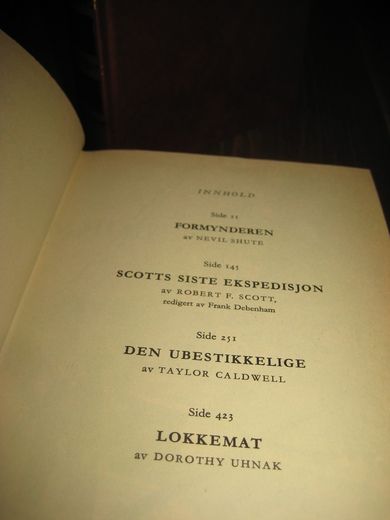 INNHOLD
Side 11
FORMYNDEREN
av NEVIL SHUTE
Side 145
SCOTTS SISTE EKSPEDISJON
av ROBERT F. SCOTT,
redigert av Frank Debenham
Side 251
DEN UBESTIKKELIGE
av TAYLOR CALDWELL
Side 423
LOKKEMAT
av DOROTHY UHNAK